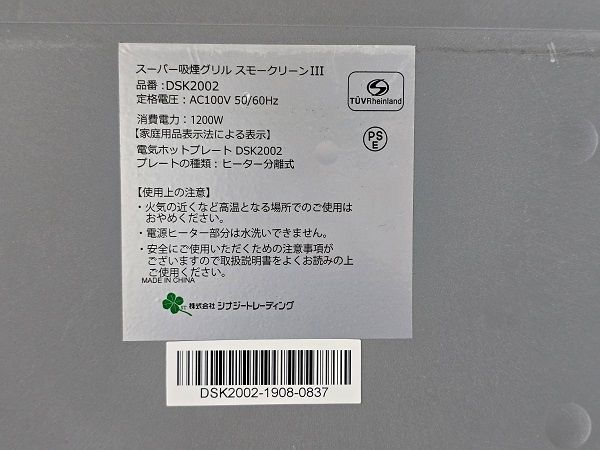 スーパー吸煙グリル スモークリーンIII
品番:DSK2002
定格電圧:AC100V 50/60Hz
TÜVRheinland
消費電力:1200W
【家庭用品表示法による表示】
PS
E
電気ホットプレート DSK2002
プレートの種類:ヒーター分離式
【使用上の注意】
・火気の近くなど高温となる場所でのご使用は
おやめください。
・電源ヒーター部分は水洗いできません。
・安全にご使用いただくための注意事項が
ございますので取扱説明書をよくお読みの上
ご使用ください。
MADE IN CHINA
ST 株式会社 シナジートレーディング
DSK2002-1908-0837